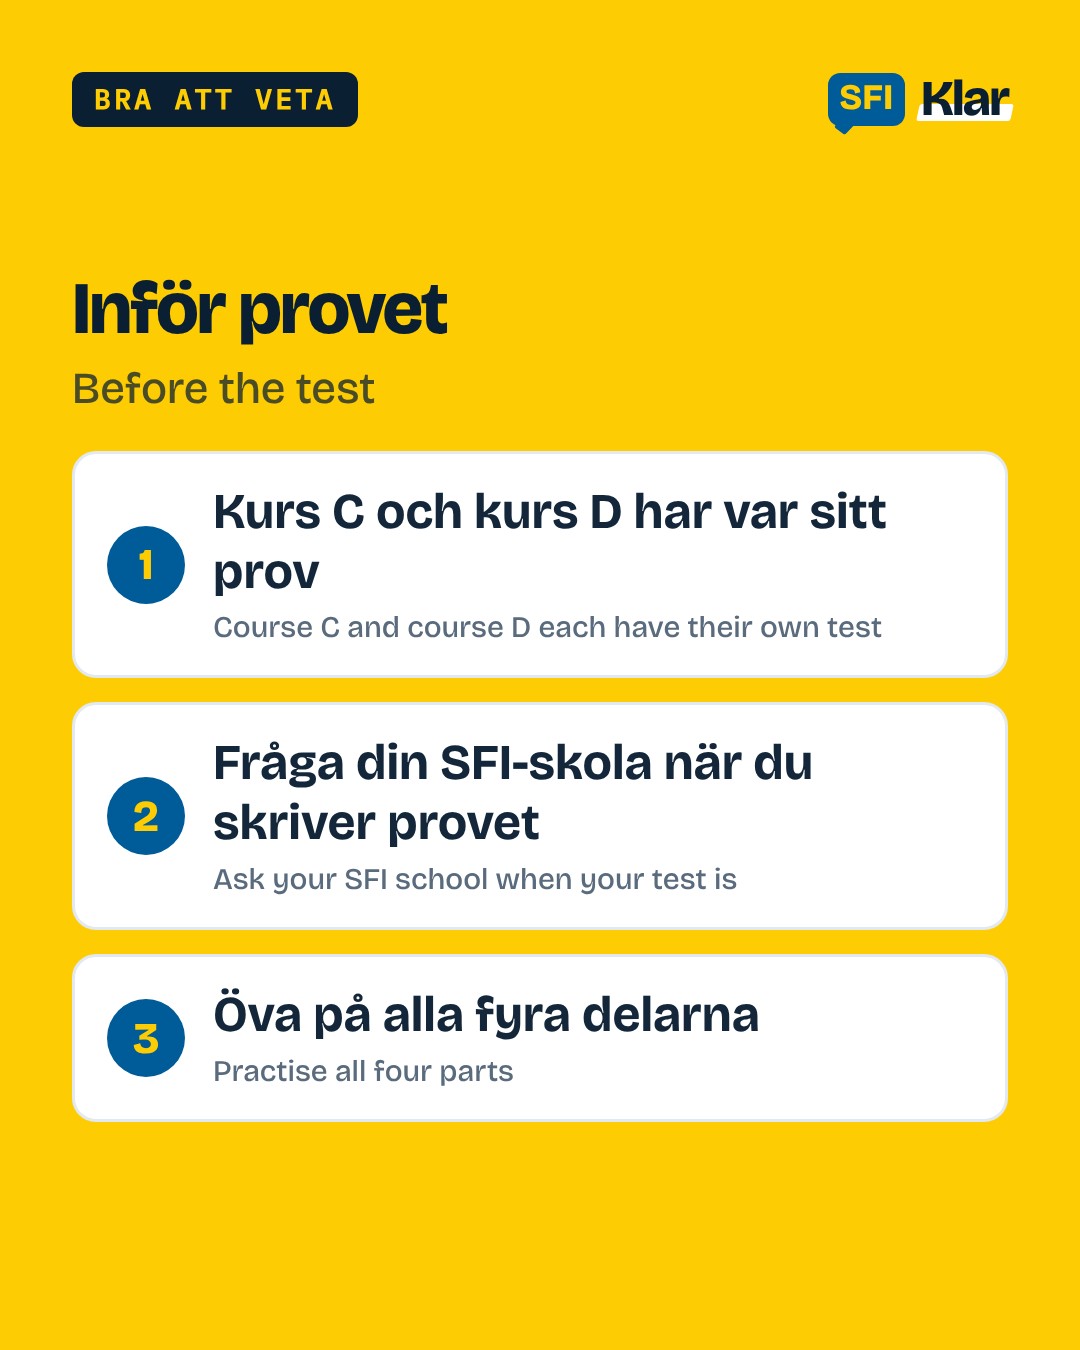 BRA ATT VETA
SFI Klar
Inför provet
Before the test
1
Kurs C och kurs D har var sitt
prov
Course C and course D each have their own test
2
Fråga din SFI-skola när du
skriver provet
Ask your SFI school when your test is
3
Öva på alla fyra delarna
Practise all four parts